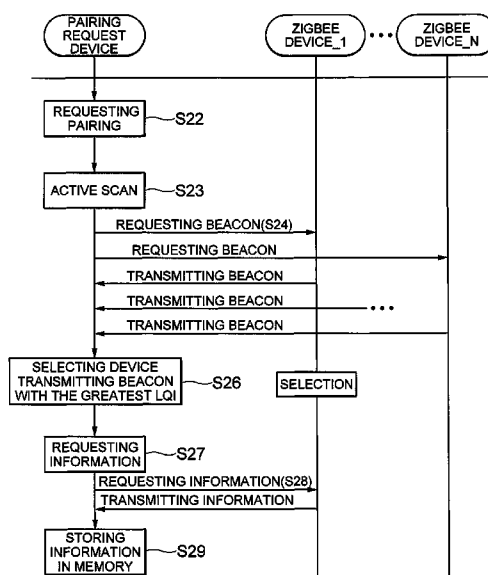 PAIRING
REQUEST
DEVICE
ZIGBEE
DEVICE_1
ZIGBEE
DEVICE_N
REQUESTING
PAIRING
S22
ACTIVE SCAN
S23
REQUESTING BEACON(S24)
REQUESTING BEACON
TRANSMITTING BEACON
TRANSMITTING BEACON
TRANSMITTING BEACON
SELECTING DEVICE
TRANSMITTING BEACON
WITH THE GREATEST LQI
S26
SELECTION
REQUESTING
INFORMATION
S27
REQUESTING INFORMATION(S28)
TRANSMITTING INFORMATION
STORING
INFORMATION
IN MEMORY
S29